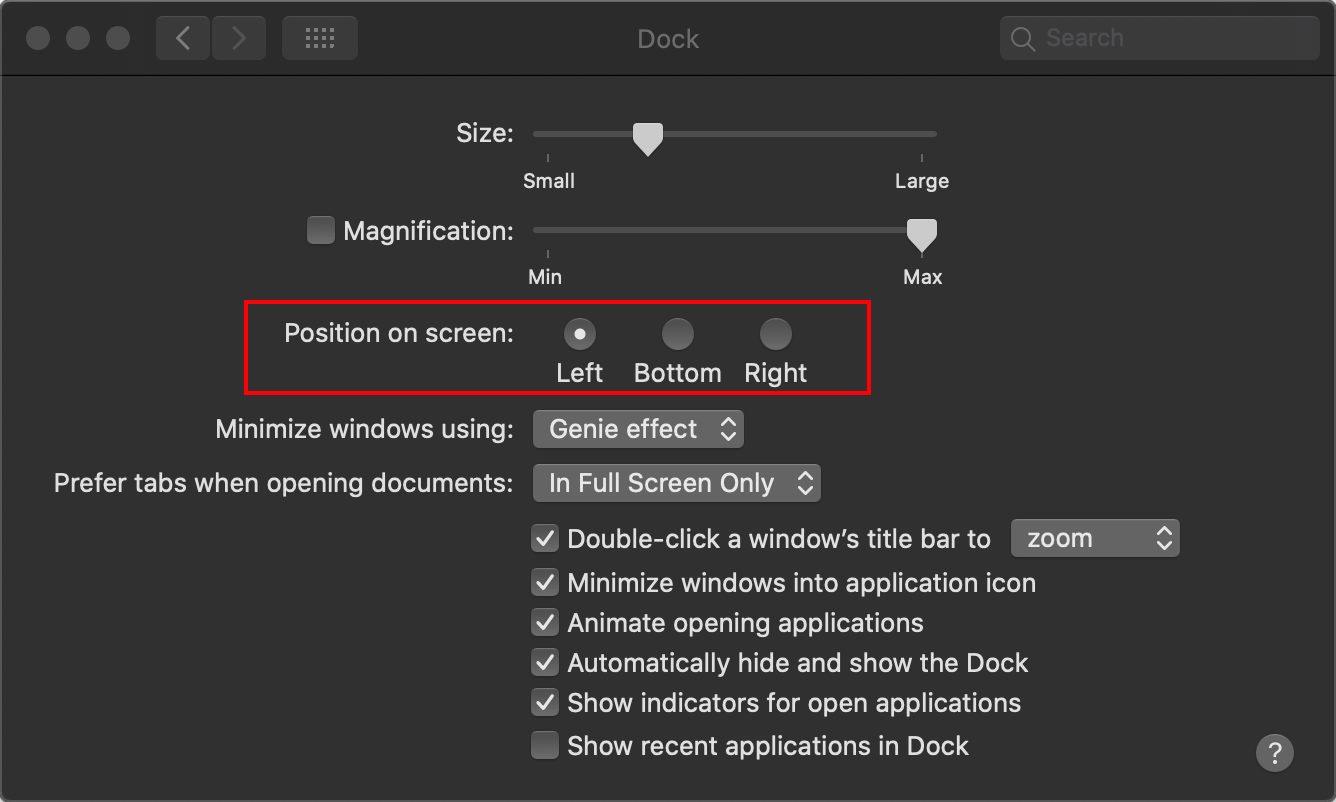 Dock
Search
Size:
Small Large
Magnification:
Min Max
Position on screen:
Left Bottom Right
Minimize windows using: Genie effect
Prefer tabs when opening documents: In Full Screen Only
Double-click a window’s title bar to zoom
Minimize windows into application icon
Animate opening applications
Automatically hide and show the Dock
Show indicators for open applications
Show recent applications in Dock
?